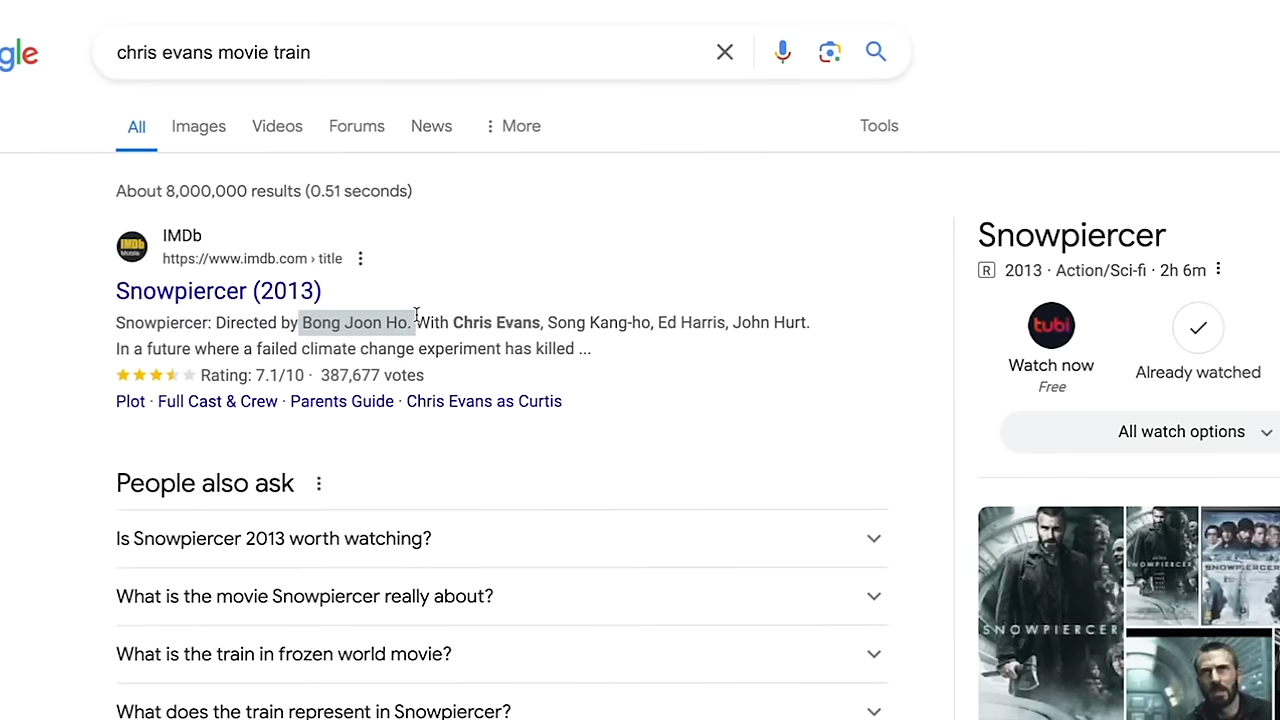 gle
chris evans movie train
All Images Videos Forums News More Tools
About 8,000,000 results (0.51 seconds)
IMDb
https://www.imdb.com › title
Snowpiercer (2013)
Snowpiercer: Directed by Bong Joon Ho. With Chris Evans, Song Kang-ho, Ed Harris, John Hurt.
In a future where a failed climate change experiment has killed ...
Rating: 7.1/10 · 387,677 votes
Plot · Full Cast & Crew · Parents Guide · Chris Evans as Curtis
People also ask
Is Snowpiercer 2013 worth watching?
What is the movie Snowpiercer really about?
What is the train in frozen world movie?
What does the train represent in Snowpiercer?
Snowpiercer
R 2013 · Action/Sci-fi · 2h 6m
tubi
Watch now
Free
Already watched
All watch options
SNOWPIERCER
SNOWPIERCER
SNOWPIERCER